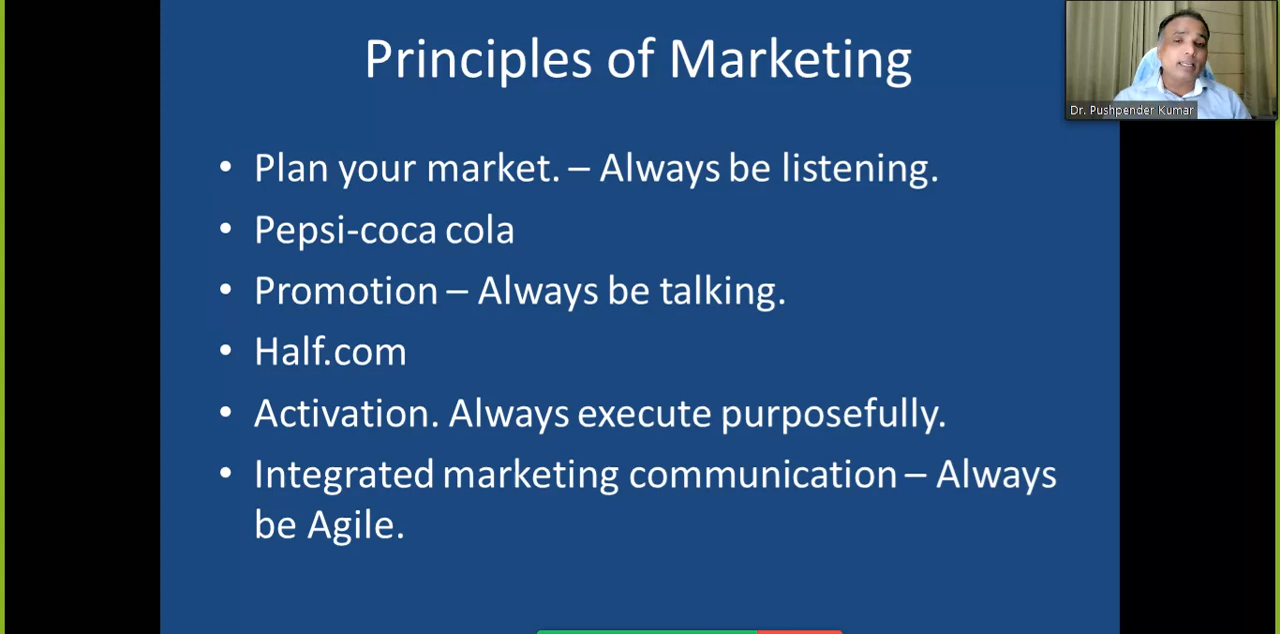 Principles of Marketing
Dr. Pushpender Kumar
• Plan your market. – Always be listening.
• Pepsi-coca cola
• Promotion – Always be talking.
• Half.com
• Activation. Always execute purposefully.
• Integrated marketing communication – Always
be Agile.